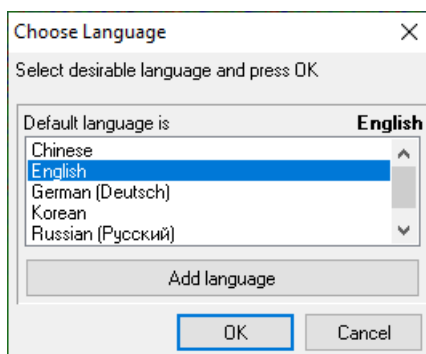 Choose Language
Select desirable language and press OK
Default language is English
Chinese
English
German (Deutsch)
Korean
Russian (Русский)
Add language
OK Cancel